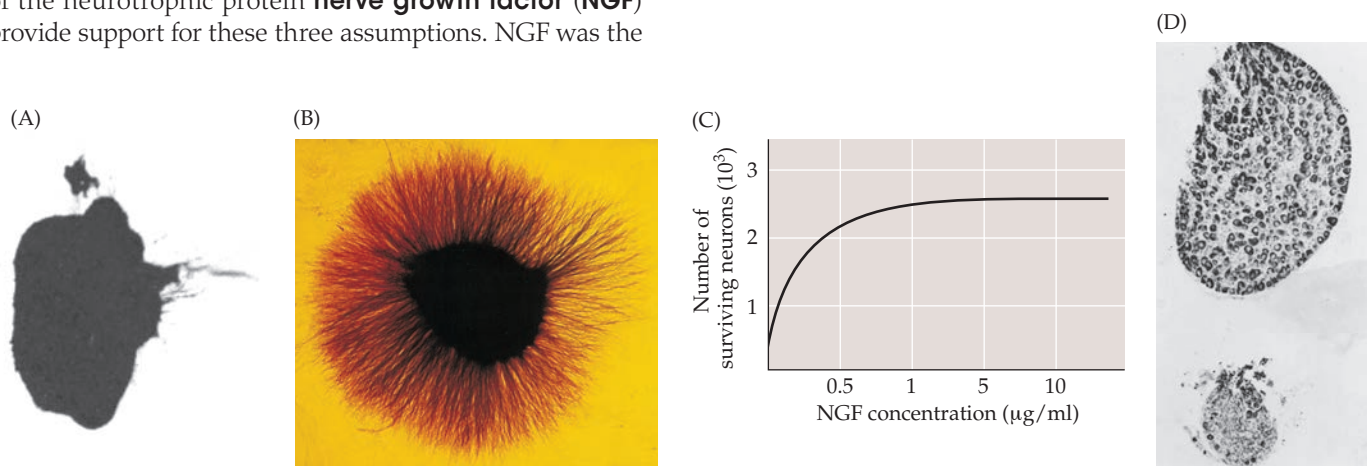 of the neurotrophic protein nerve growth factor (NGF)
provide support for these three assumptions. NGF was the
(A)
(B)
(C)
(D)
Number of
surviving neurons (10³)
3
2
1
0.5 1 5 10
NGF concentration (μg/ml)